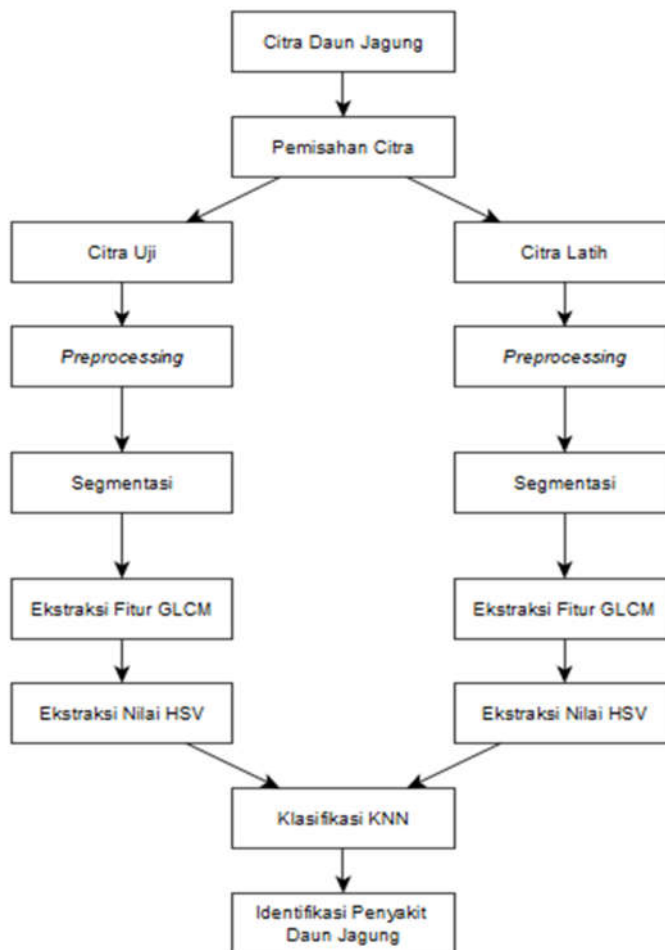 Citra Daun Jagung
Pemisahan Citra
Citra Uji
Citra Latih
Preprocessing
Preprocessing
Segmentasi
Segmentasi
Ekstraksi Fitur GLCM
Ekstraksi Fitur GLCM
Ekstraksi Nilai HSV
Ekstraksi Nilai HSV
Klasifikasi KNN
Identifikasi Penyakit
Daun Jagung